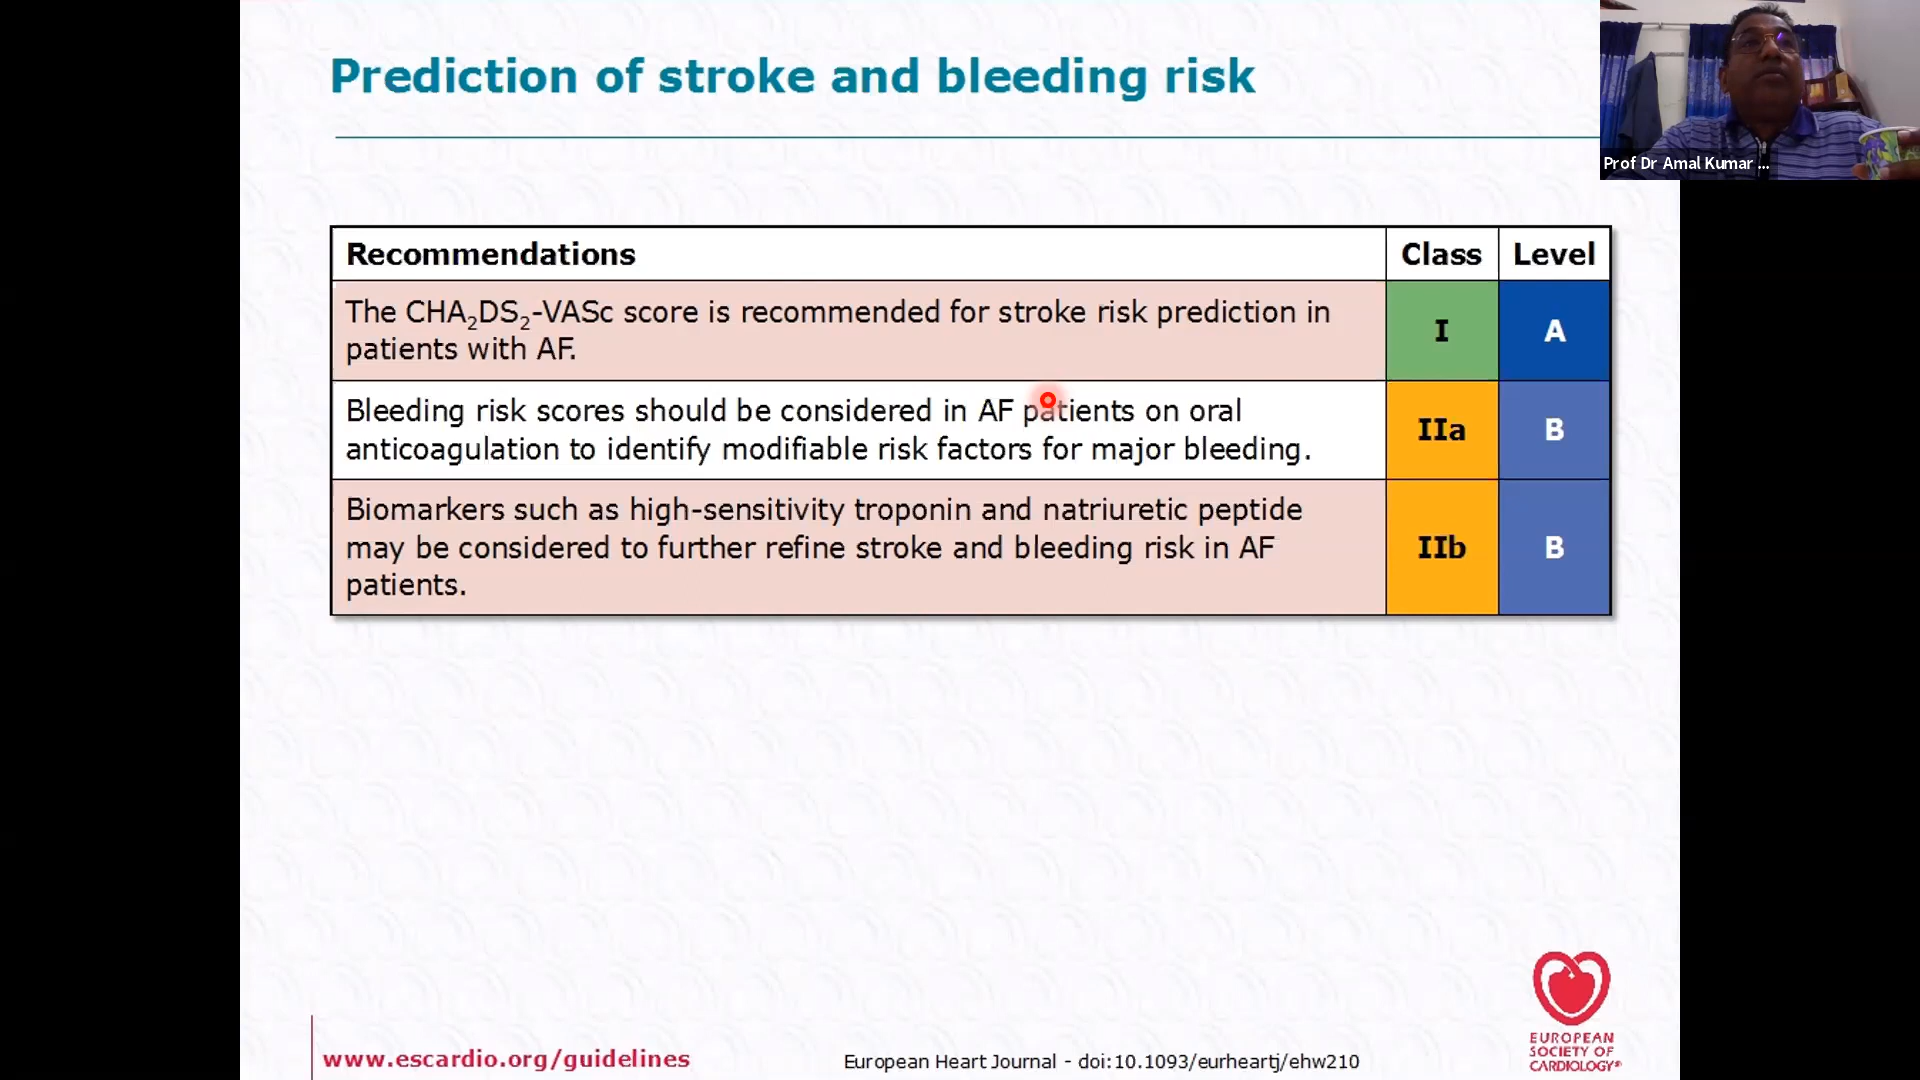 Prediction of stroke and bleeding risk
Prof Dr Amal Kumar ...
Recommendations Class Level
The CHA₂DS₂-VASc score is recommended for stroke risk prediction in
patients with AF.
I A
Bleeding risk scores should be considered in AF patients on oral
anticoagulation to identify modifiable risk factors for major bleeding.
IIa B
Biomarkers such as high-sensitivity troponin and natriuretic peptide
may be considered to further refine stroke and bleeding risk in AF
patients.
IIb B
www.escardio.org/guidelines
European Heart Journal - doi:10.1093/eurheartj/ehw210
EUROPEAN
SOCIETY OF
CARDIOLOGY®